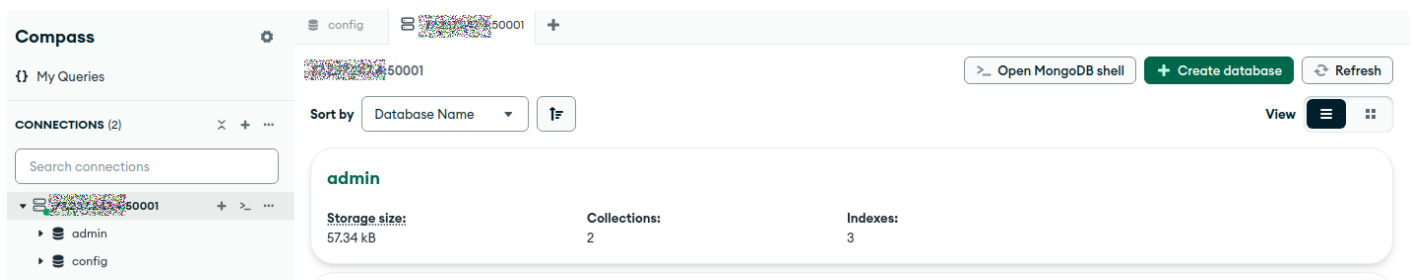 Compass
{} My Queries
CONNECTIONS (2)
Search connections
50001
admin
config
config
50001
50001
>_ Open MongoDB shell
+ Create database
Refresh
Sort by
Database Name
View
admin
Storage size:
Collections:
Indexes:
57.34 kB
2
3